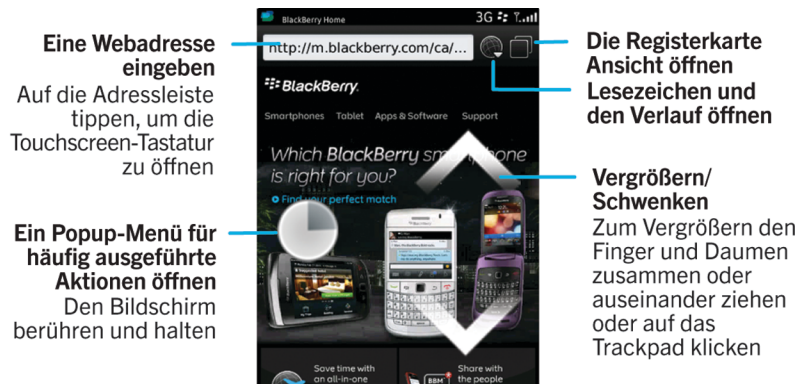 Eine Webadresse
eingeben
Auf die Adressleiste
tippen, um die
Touchscreen-Tastatur
zu öffnen
Ein Popup-Menü für
häufig ausgeführte
Aktionen öffnen
Den Bildschirm
berühren und halten
BlackBerry Home
3G
http://m.blackberry.com/ca/...
BlackBerry.
Smartphones Tablet Apps & Software Support
Which BlackBerry smartphone
is right for you?
Find your perfect match
Save time with
an all-in-one
BBM
Share with
the people
Die Registerkarte
Ansicht öffnen
Lesezeichen und
den Verlauf öffnen
Vergrößern/
Schwenken
Zum Vergrößern den
Finger und Daumen
zusammen oder
auseinander ziehen
oder auf das
Trackpad klicken